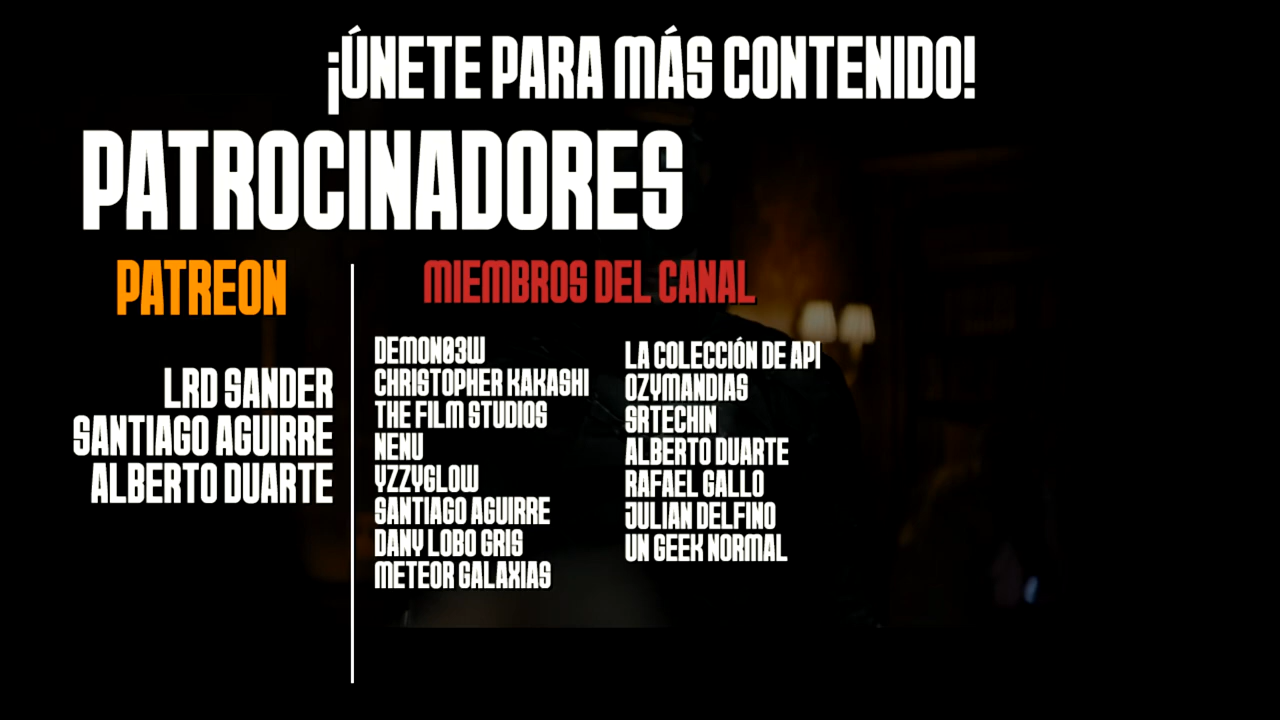 ¡ÚNETE PARA MÁS CONTENIDO!
PATROCINADORES
PATREON
LRD SANDER
SANTIAGO AGUIRRE
ALBERTO DUARTE
MIEMBROS DEL CANAL
DEMON03W
CHRISTOPHER KAKASHI
THE FILM STUDIOS
NENU
YZZYGLOW
SANTIAGO AGUIRRE
DANY LOBO GRIS
METEOR GALAXIAS
LA COLECCIÓN DE API
OZYMANDIAS
SRTECHIN
ALBERTO DUARTE
RAFAEL GALLO
JULIAN DELFINO
UN GEEK NORMAL